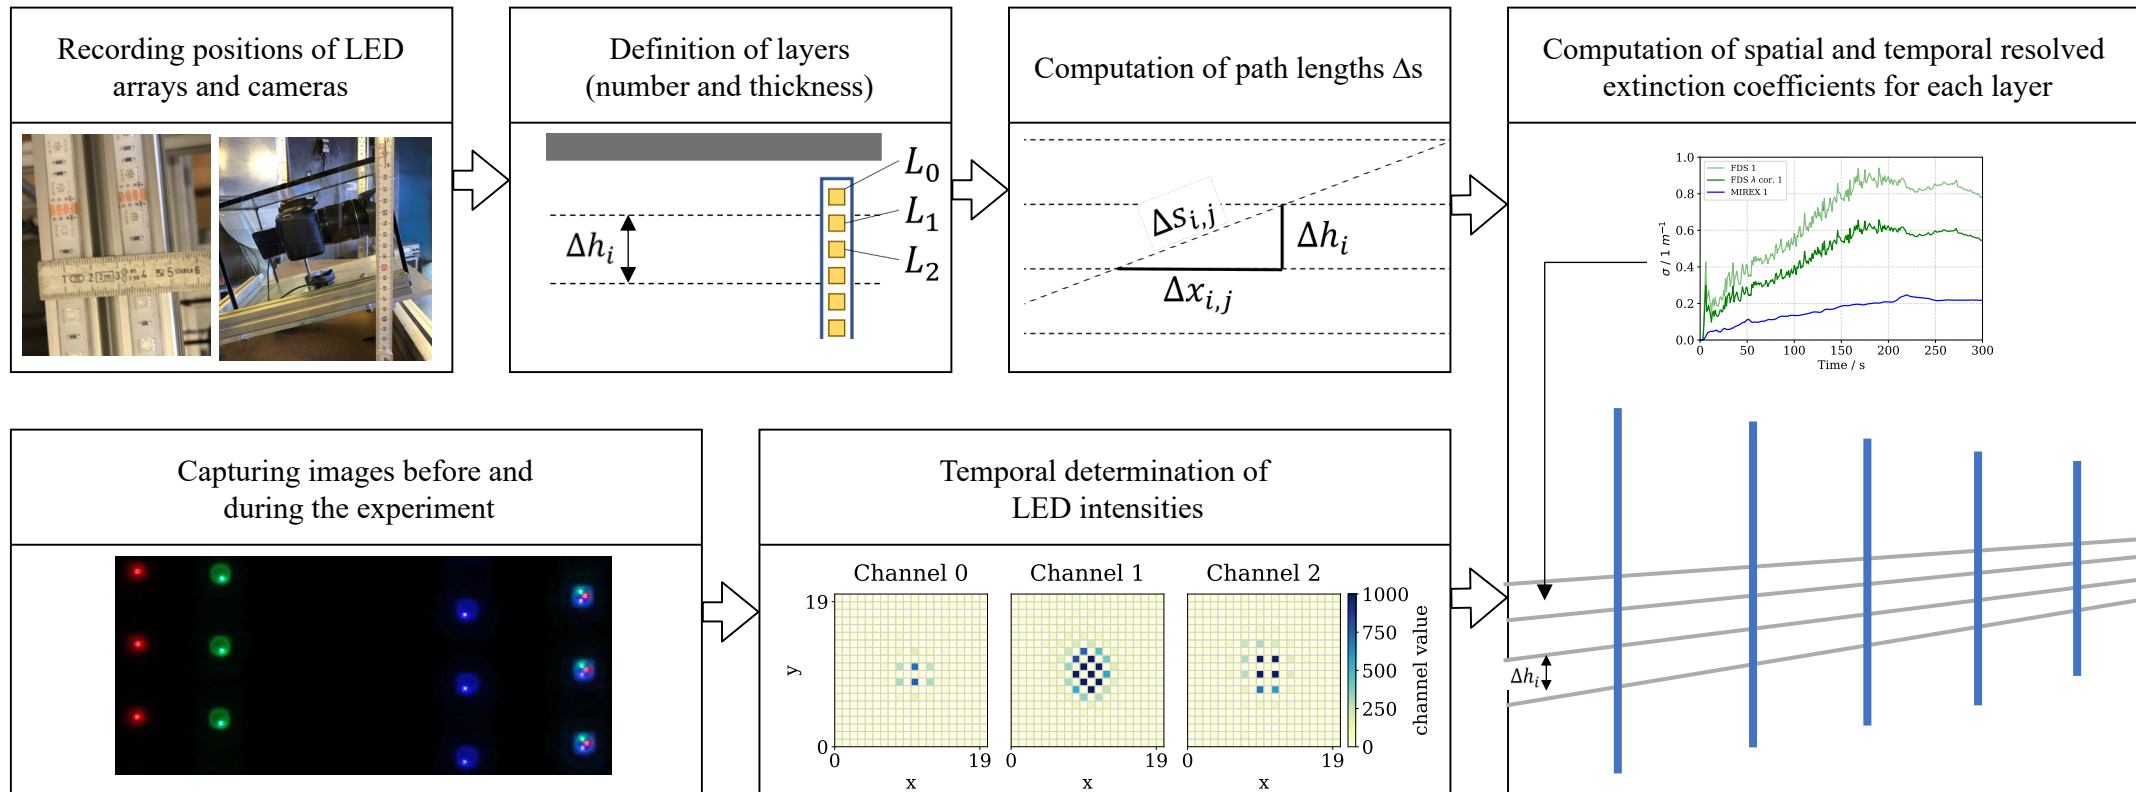 Recording positions of LED
arrays and cameras
Definition of layers
(number and thickness)
L₀
L₁
L₂
Δhᵢ
Computation of path lengths Δs
Δsᵢ,ⱼ
Δhᵢ
Δxᵢ,ⱼ
Computation of spatial and temporal resolved
extinction coefficients for each layer
FDS 1
FDS λ cor. 1
MIREX 1
σ / 1 m⁻¹
1.0
0.8
0.6
0.4
0.2
0.0
0 50 100 150 200 250 300
Time / s
Δhᵢ
Capturing images before and
during the experiment
Temporal determination of
LED intensities
Channel 0 Channel 1 Channel 2
19
y
0
0 19 0 19 0 19
x x x
1000
750
500
250
0
channel value